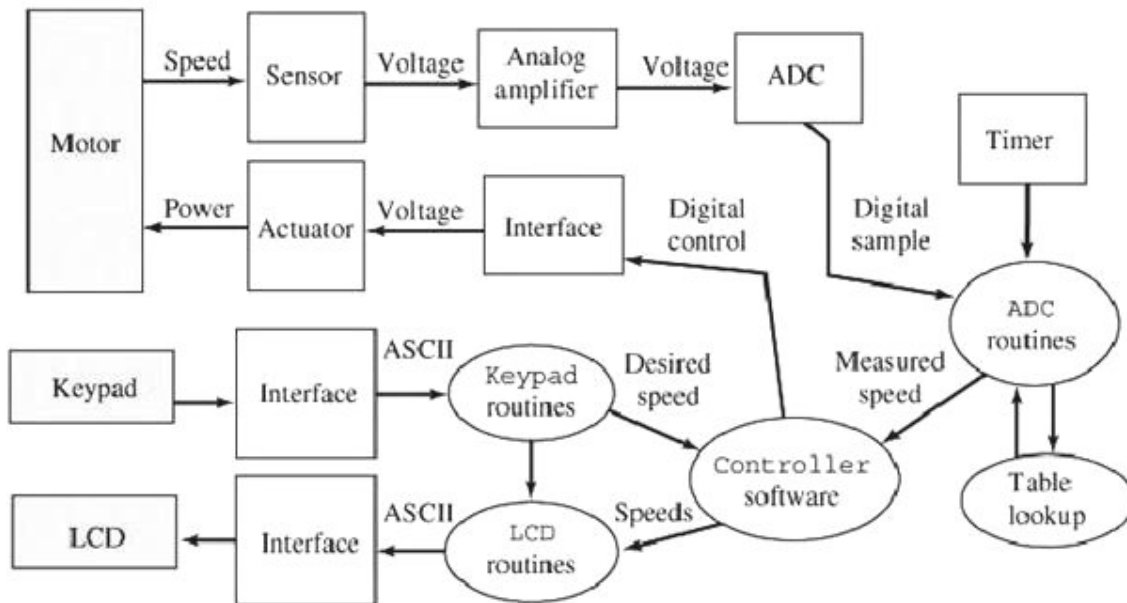 Motor
Speed
Sensor
Voltage
Analog
amplifier
Voltage
ADC
Timer
Power
Actuator
Voltage
Interface
Digital
control
Digital
sample
ADC
routines
Keypad
Interface
ASCII
Keypad
routines
Desired
speed
Measured
speed
Controller
software
Table
lookup
LCD
Interface
ASCII
LCD
routines
Speeds